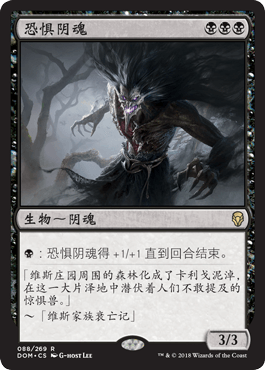 恐惧阴魂
生物～阴魂
：恐惧阴魂得+1/+1直到回合结束。
「维斯庄园周围的森林化成了卡利戈泥淖，
在这一大片泽地中潜伏着人们不敢提及的
惊惧兽。」
～「维斯家族衰亡记」
3/3
088/269 R
DOM • CS G-HOST LEE
™ & © 2018 Wizards of the Coast